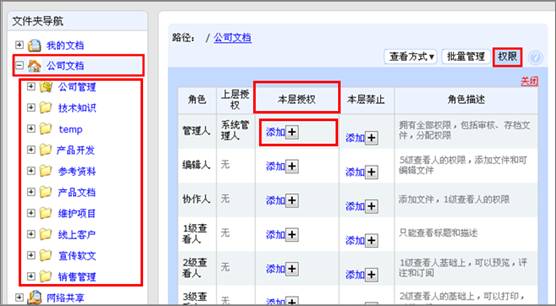 文件夹导航
我的文档
公司文档
公司管理
技术知识
temp
产品开发
参考资料
产品文档
维护项目
线上客户
宣传软文
销售管理
网络共享
路径： / 公司文档
查看方式▼ 批量管理 权限 ?
关闭
角色 上层授权 本层授权 本层禁止 角色描述
管理人 系统管理人 添加+ 添加+ 拥有全部权限，包括审核、存档文件，分配权限
编辑人 无 添加+ 添加+ 5级查看人的权限，添加文件和可编辑文件
协作人 无 添加+ 添加+ 添加文件，1级查看人的权限
1级查看人 无 添加+ 添加+ 只能查看标题和描述
2级查看人 无 添加+ 添加+ 1级查看人基础上，可以预览，评注和订阅
3级查 无 添加+ 添加+ 2级查看人基础上，可以打印，